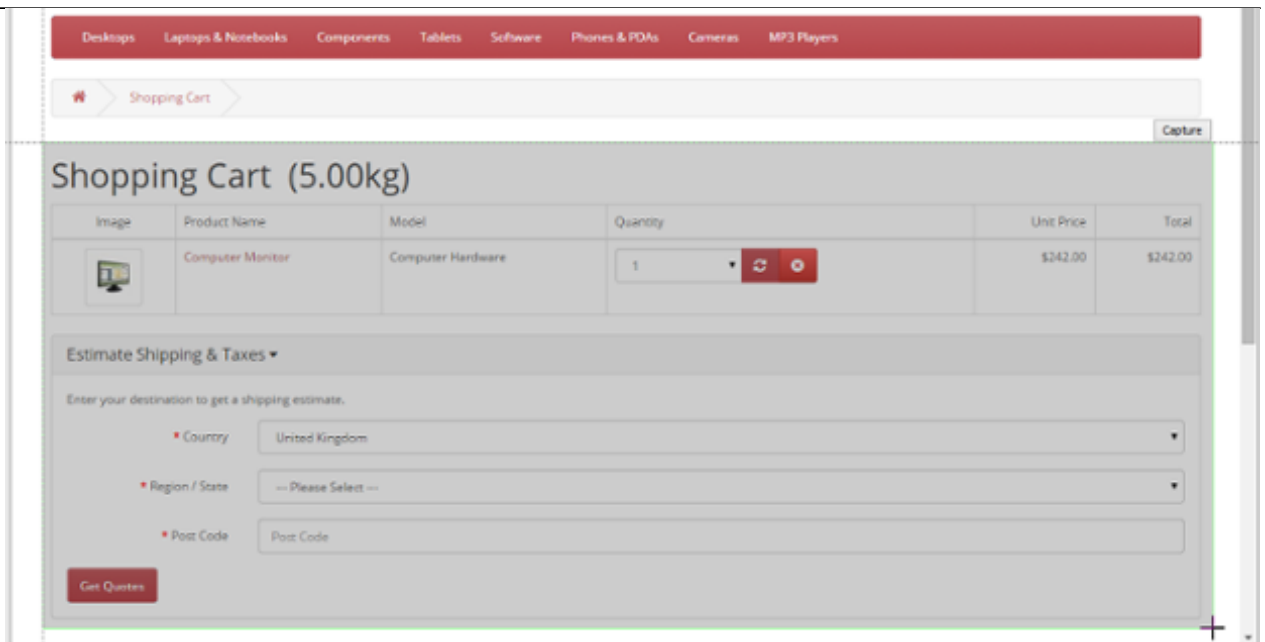 Desktops Laptops & Notebooks Components Tablets Software Phones & PDAs Cameras MP3 Players
Shopping Cart
Capture
Shopping Cart (5.00kg)
Image Product Name Model Quantity Unit Price Total
Computer Monitor Computer Hardware 1 $242.00 $242.00
Estimate Shipping & Taxes
Enter your destination to get a shipping estimate.
* Country United Kingdom
* Region / State --- Please Select ---
* Post Code Post Code
Get Quotes